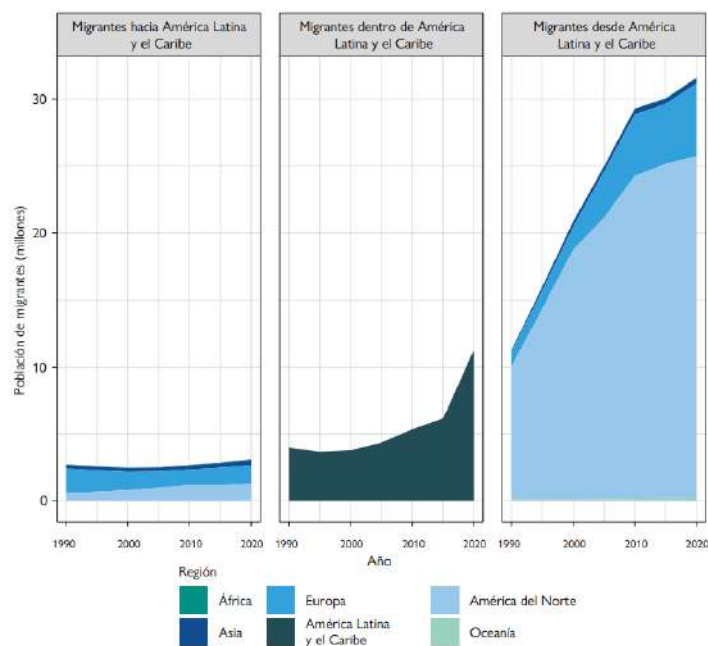 Migrantes hacia América Latina
y el Caribe
Migrantes dentro de América
Latina y el Caribe
Migrantes desde América
Latina y el Caribe
Población de migrantes (millones)
30
20
10
0
1990
2000
2010
2020
1990
2000
2010
2020
1990
2000
2010
2020
Año
Región
África
Europa
América del Norte
Asia
América Latina
y el Caribe
Oceanía